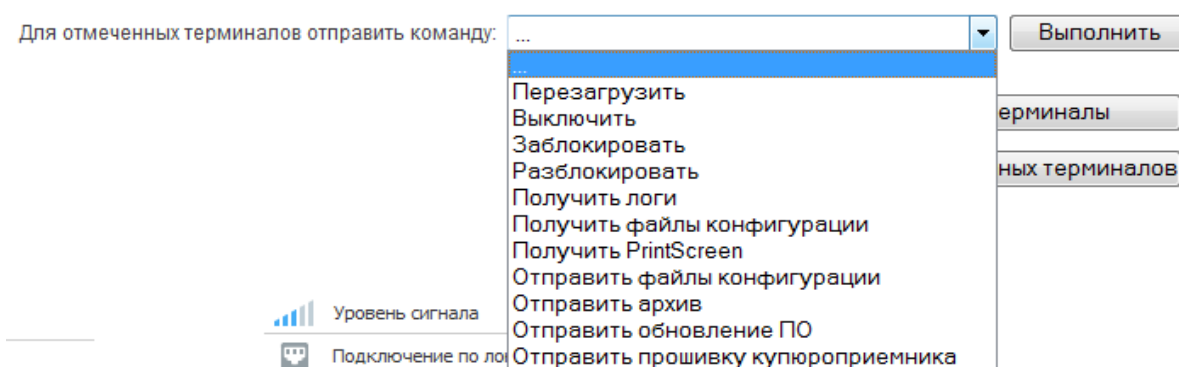 Для отмеченных терминалов отправить команду: ... Выполнить
...
Перезагрузить
Выключить
ерминалы
Заблокировать
Разблокировать
ных терминалов
Получить логи
Получить файлы конфигурации
Получить PrintScreen
Отправить файлы конфигурации
Отправить архив
Уровень сигнала
Отправить обновление ПО
Подключение по ло
Отправить прошивку купюроприемника